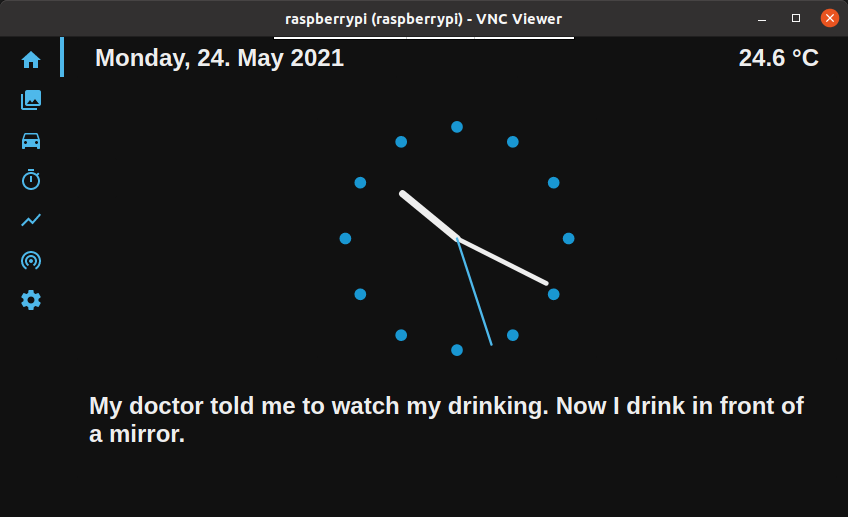 raspberrypi (raspberrypi) - VNC Viewer
Monday, 24. May 2021
24.6 °C
My doctor told me to watch my drinking. Now I drink in front of
a mirror.